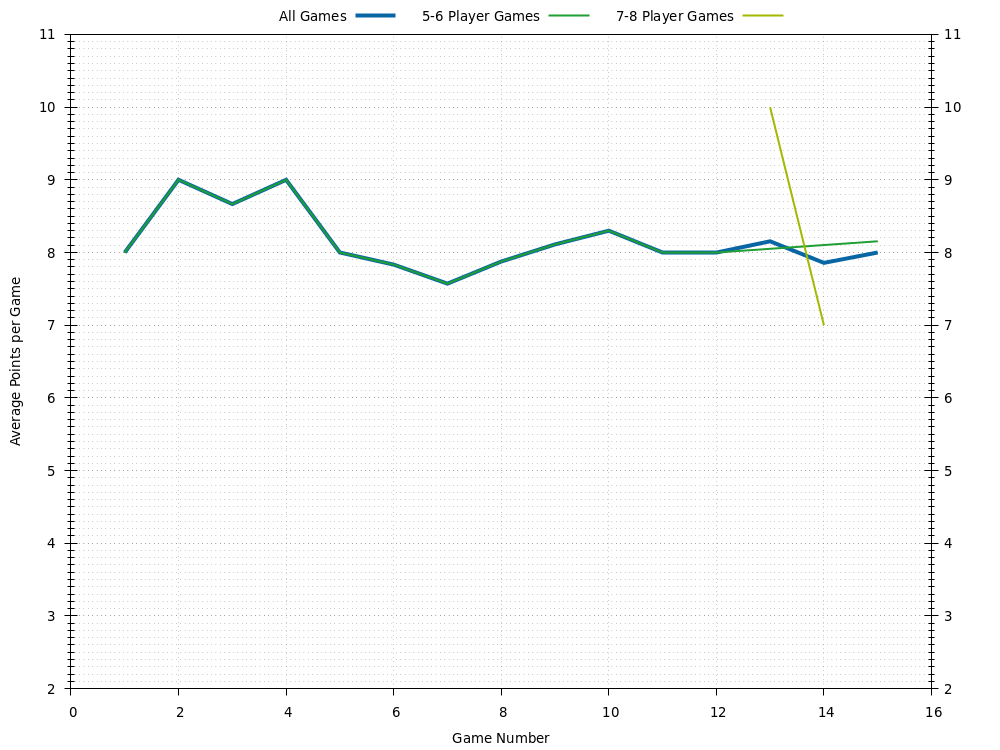 All Games 5-6 Player Games 7-8 Player Games
11 11
10 10
9 9
8 8
7 7
6 6
5 5
4 4
3 3
2 2
Average Points per Game
0 2 4 6 8 10 12 14 16
Game Number